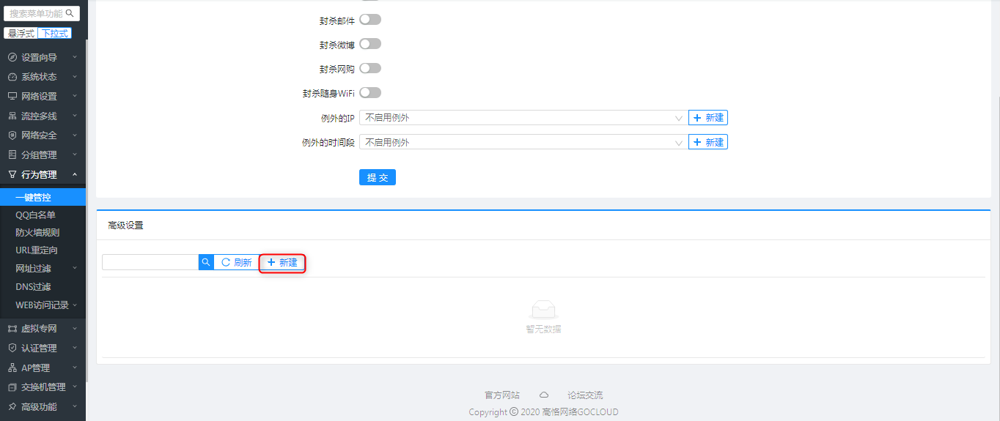 搜索菜单功能
悬浮式 下拉式
设置向导
系统状态
网络设置
流控多线
网络安全
分组管理
行为管理
一键管控
QQ白名单
防火墙规则
URL重定向
网址过滤
DNS过滤
WEB访问记录
虚拟专网
认证管理
AP管理
交换机管理
高级功能
封杀邮件
封杀微博
封杀网购
封杀随身WiFi
例外的IP 不启用例外 新建
例外的时间段 不启用例外 新建
提 交
高级设置
刷新 新建
暂无数据
官方网站 论坛交流
Copyright © 2020 高恪网络GOCLOUD